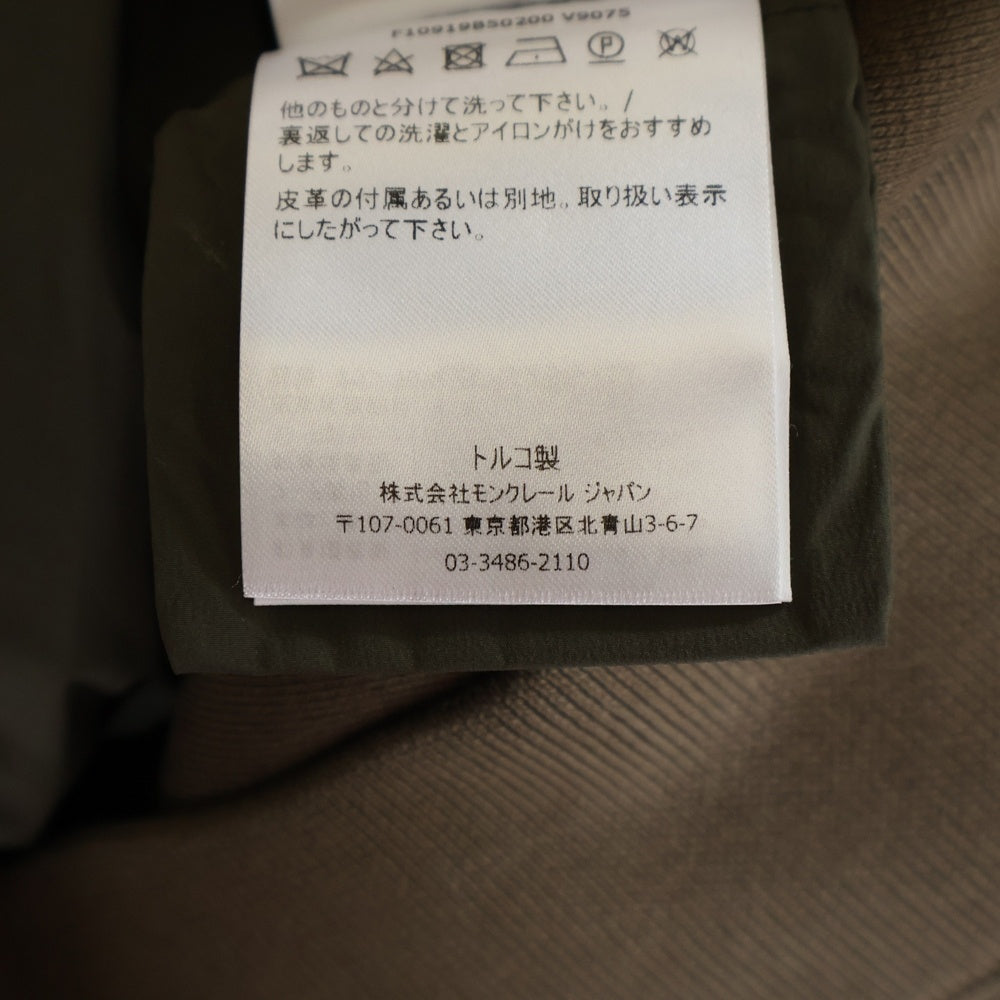 F10919B50200 V9075
P
W
他のものと分けて洗って下さい。/
裏返しての洗濯とアイロンがけをおすすめ
します。
皮革の付属あるいは別地。取り扱い表示
にしたがって下さい。
トルコ製
株式会社モンクレール ジャパン
〒107-0061 東京都港区北青山3-6-7
03-3486-2110